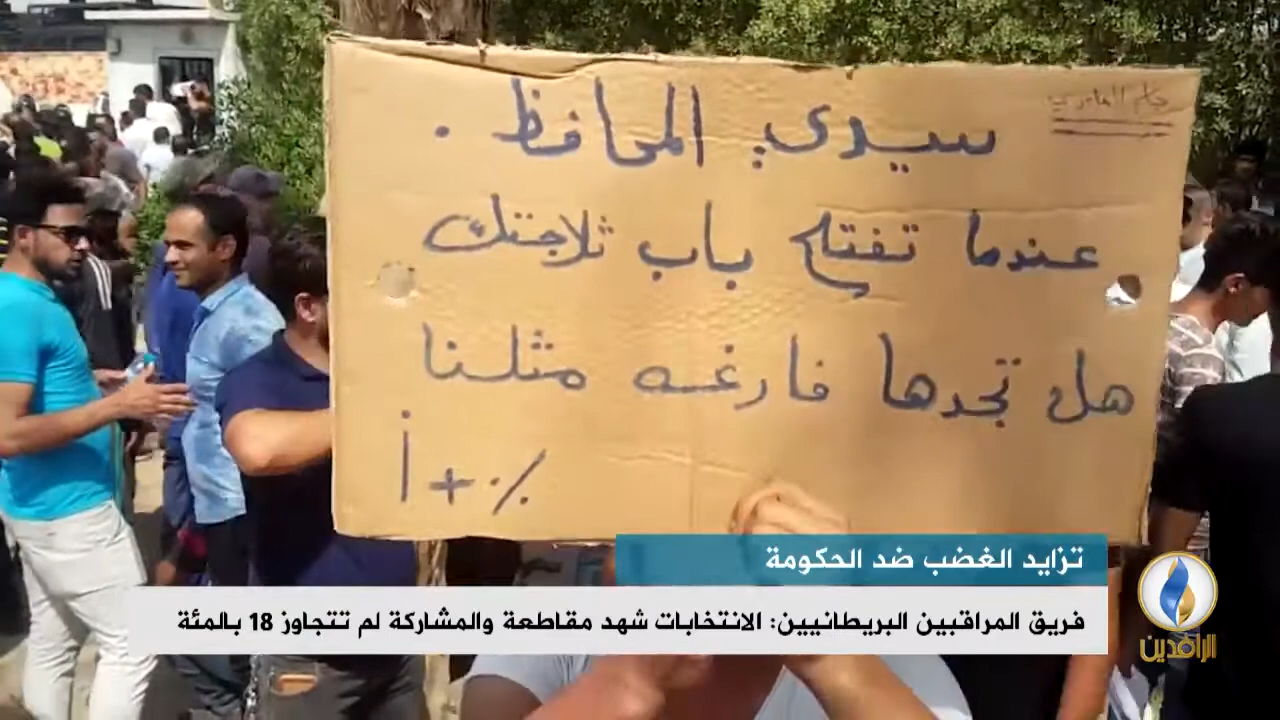 سيدي المحافظ .
عندما تفتح باب ثلاجتك
هل تجدها فارغه مثلنا
أ + ٪
تزايد الغضب ضد الحكومة
فريق المراقبين البريطانيين: الانتخابات شهد مقاطعة والمشاركة لم تتجاوز 18 بالمئة
الرافدين